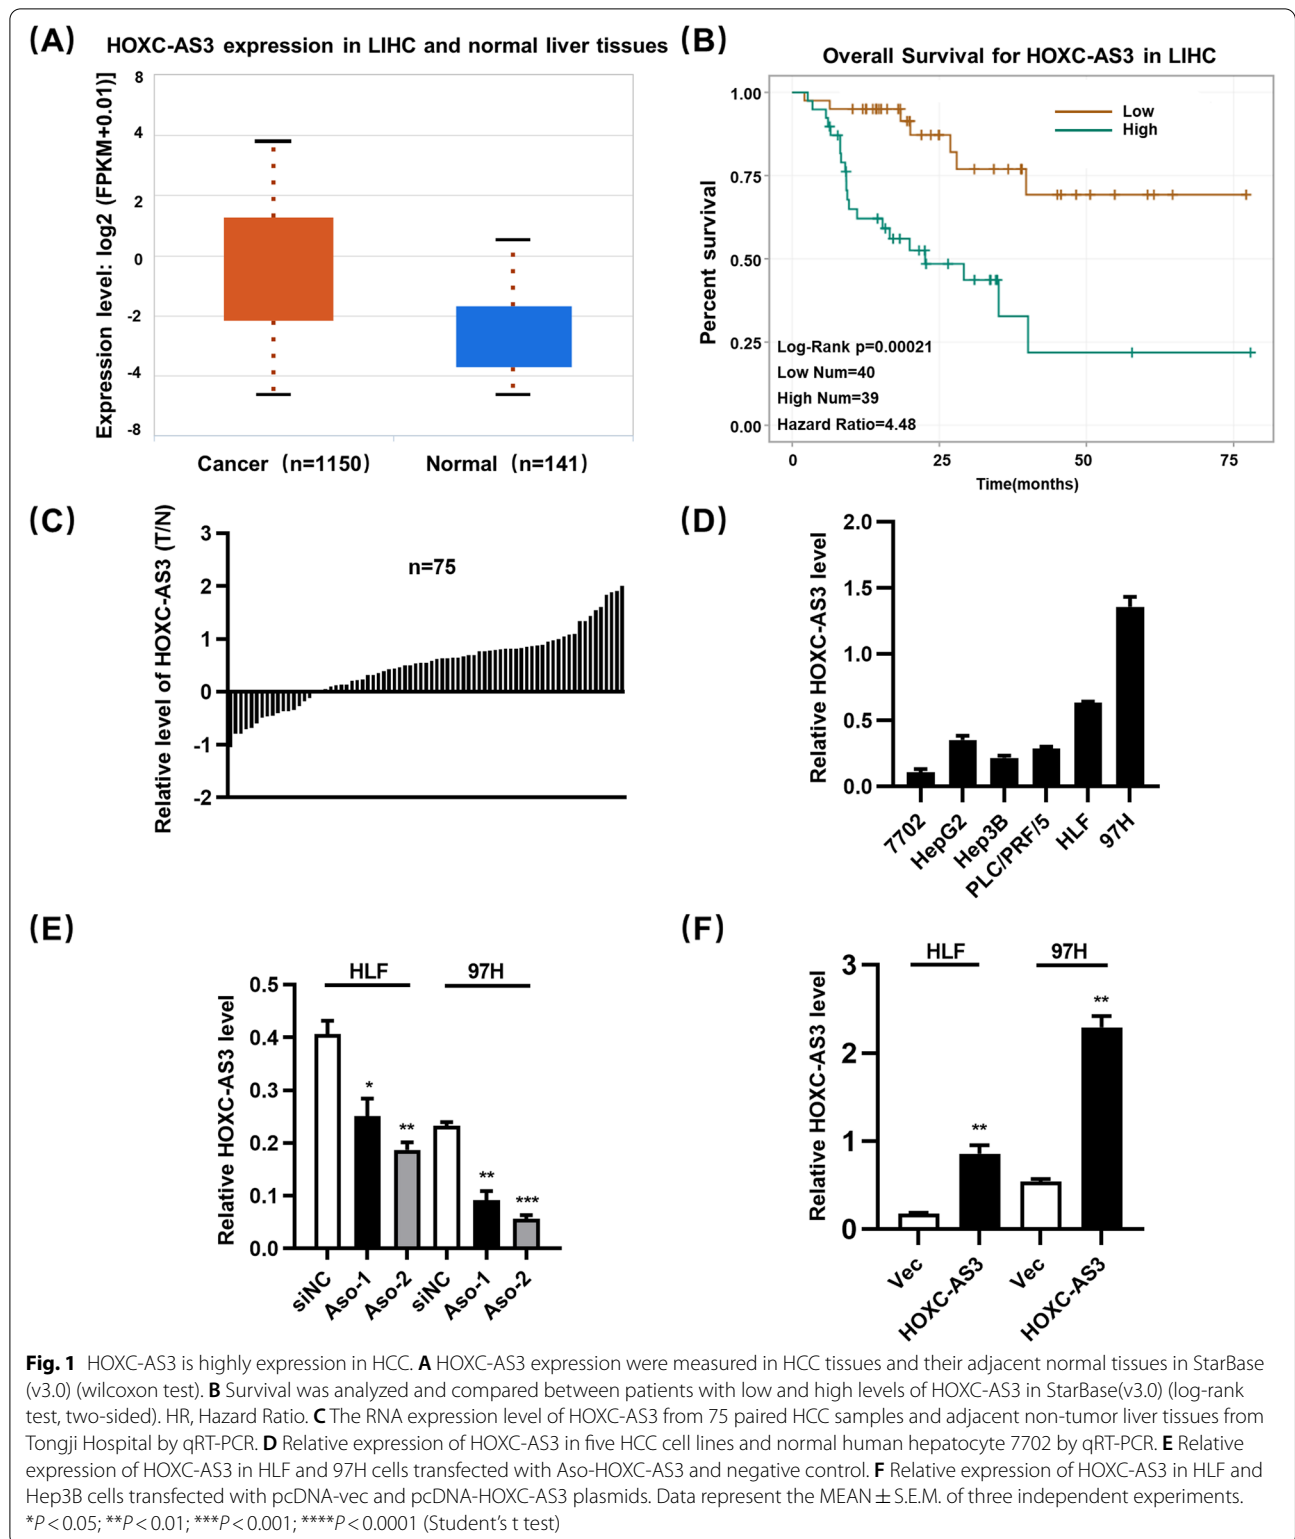 (A)
HOXC-AS3 expression in LIHC and normal liver tissues
Expression level: log2 (FPKM+0.01)]
8
4
2
0
-2
-4
-8
Cancer (n=1150)
Normal (n=141)
(B)
Overall Survival for HOXC-AS3 in LIHC
Percent survival
1.00
0.75
0.50
0.25
0.00
Low
High
Log-Rank p=0.00021
Low Num=40
High Num=39
Hazard Ratio=4.48
0
25
50
75
Time(months)
(C)
Relative level of HOXC-AS3 (T/N)
3
2
1
0
-1
-2
n=75
(D)
Relative HOXC-AS3 level
2.0
1.5
1.0
0.5
0.0
7702
HepG2
Hep3B
PLC/PRF/5
HLF
97H
(E)
Relative HOXC-AS3 level
0.5
0.4
0.3
0.2
0.1
0.0
HLF
97H
*
**
**
***
siNC
Aso-1
Aso-2
siNC
Aso-1
Aso-2
(F)
Relative HOXC-AS3 level
3
2
1
0
HLF
97H
**
**
Vec
HOXC-AS3
Vec
HOXC-AS3
Fig. 1 HOXC-AS3 is highly expression in HCC. A HOXC-AS3 expression were measured in HCC tissues and their adjacent normal tissues in StarBase
(v3.0) (wilcoxon test). B Survival was analyzed and compared between patients with low and high levels of HOXC-AS3 in StarBase(v3.0) (log-rank
test, two-sided). HR, Hazard Ratio. C The RNA expression level of HOXC-AS3 from 75 paired HCC samples and adjacent non-tumor liver tissues from
Tongji Hospital by qRT-PCR. D Relative expression of HOXC-AS3 in five HCC cell lines and normal human hepatocyte 7702 by qRT-PCR. E Relative
expression of HOXC-AS3 in HLF and 97H cells transfected with Aso-HOXC-AS3 and negative control. F Relative expression of HOXC-AS3 in HLF and
Hep3B cells transfected with pcDNA-vec and pcDNA-HOXC-AS3 plasmids. Data represent the MEAN ± S.E.M. of three independent experiments.
*P < 0.05; **P < 0.01; ***P < 0.001; ****P < 0.0001 (Student's t test)